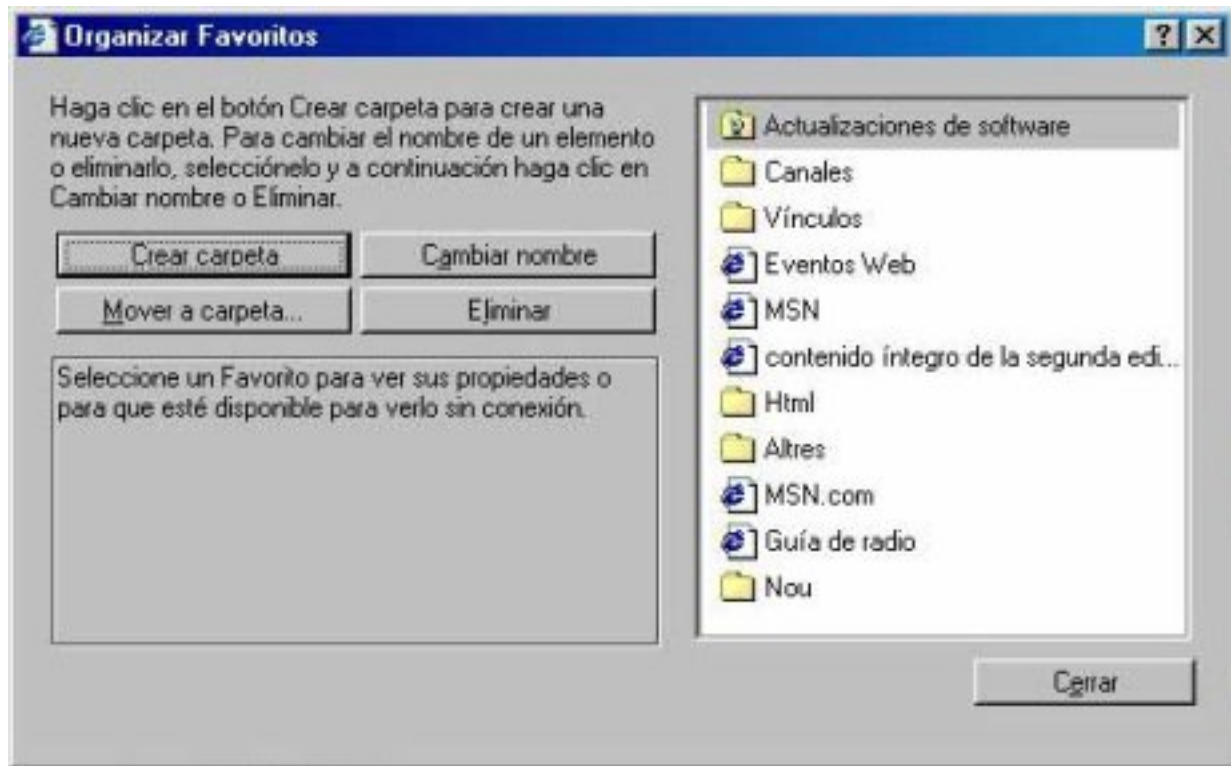 Organizar Favoritos
Haga clic en el botón Crear carpeta para crear una
nueva carpeta. Para cambiar el nombre de un elemento
o eliminarlo, selecciónelo y a continuación haga clic en
Cambiar nombre o Eliminar.
Crear carpeta
Cambiar nombre
Mover a carpeta...
Eliminar
Seleccione un Favorito para ver sus propiedades o
para que esté disponible para verlo sin conexión.
Actualizaciones de software
Canales
Vínculos
Eventos Web
MSN
contenido íntegro de la segunda edi...
Html
Altres
MSN.com
Guía de radio
Nou
Cerrar